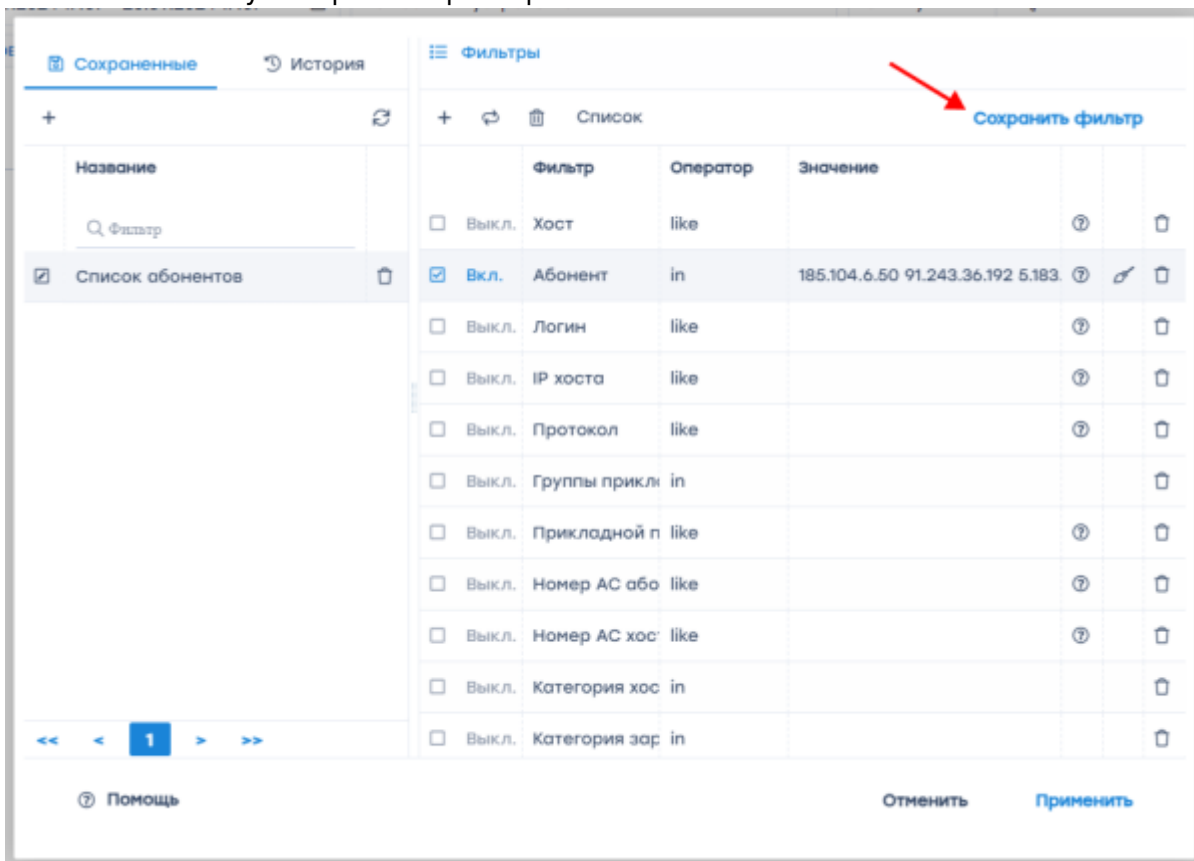 Сохраненные
История
Фильтры
Список
Сохранить фильтр
Название
Фильтр
Оператор
Значение
Фильтр
Выкл. Хост like
Список абонентов
Вкл. Абонент in 185.104.6.50 91.243.36.192 5.183.
Выкл. Логин like
Выкл. IP хоста like
Выкл. Протокол like
Выкл. Группы прикл in
Выкл. Прикладной п like
Выкл. Номер АС або like
Выкл. Номер АС хос like
Выкл. Категория хос in
<< < 1 > >>
Выкл. Категория зар in
Помощь
Отменить
Применить